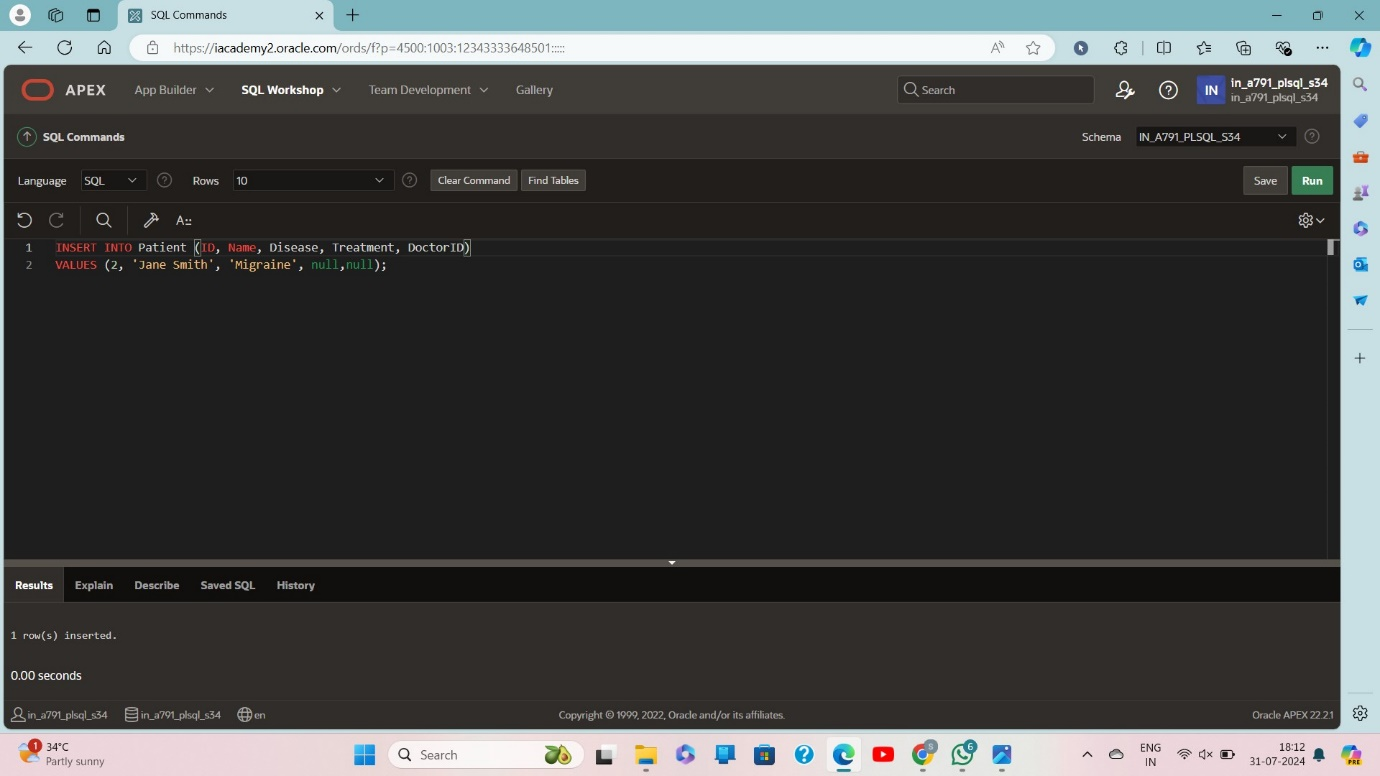 SQL Commands
https://iacademy2.oracle.com/ords/f?p=4500:1003:12343333648501:::::
APEX App Builder SQL Workshop Team Development Gallery Search IN in_a791_plsql_s34
in_a791_plsql_s34
SQL Commands Schema IN_A791_PLSQL_S34
Language SQL Rows 10 Clear Command Find Tables Save Run
A::
1 INSERT INTO Patient (ID, Name, Disease, Treatment, DoctorID)
2 VALUES (2, 'Jane Smith', 'Migraine', null,null);
Results Explain Describe Saved SQL History
1 row(s) inserted.
0.00 seconds
in_a791_plsql_s34 in_a791_plsql_s34 en Copyright © 1999, 2022, Oracle and/or its affiliates. Oracle APEX 22.2.1
1 34°C
Partly sunny
Search
S 6
ENG
IN
18:12
31-07-2024
PRE